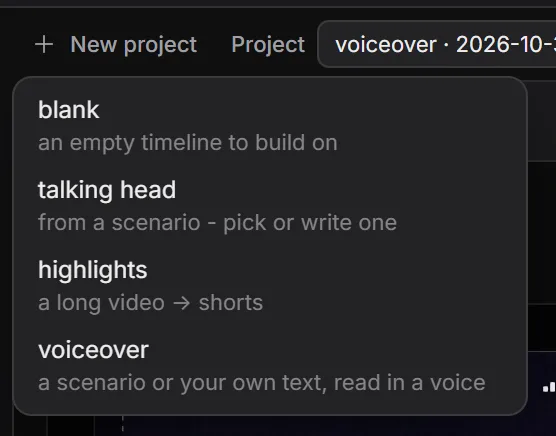 + New project Project voiceover · 2026-10-
blank
an empty timeline to build on
talking head
from a scenario - pick or write one
highlights
a long video → shorts
voiceover
a scenario or your own text, read in a voice